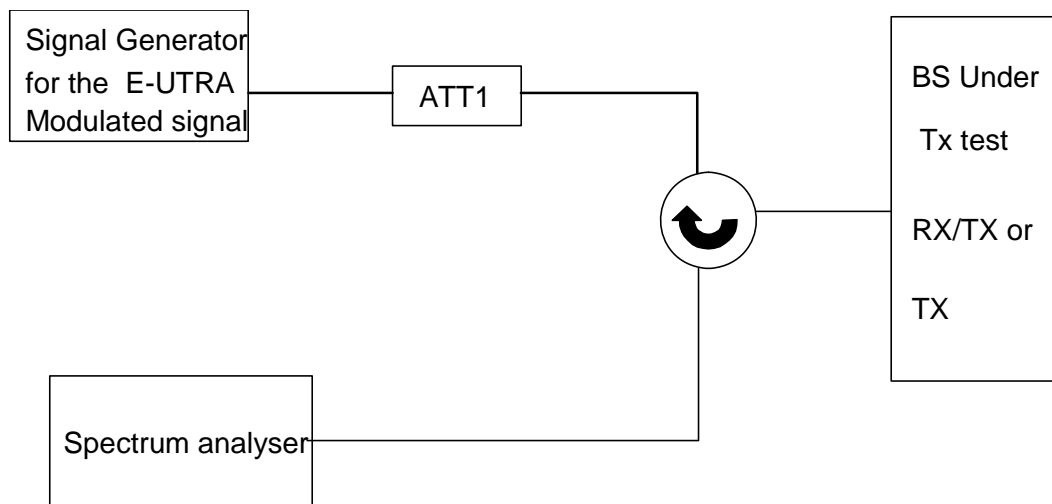 Signal Generator
for the E-UTRA
Modulated signal
ATT1
BS Under
Tx test
RX/TX or
TX
Spectrum analyser